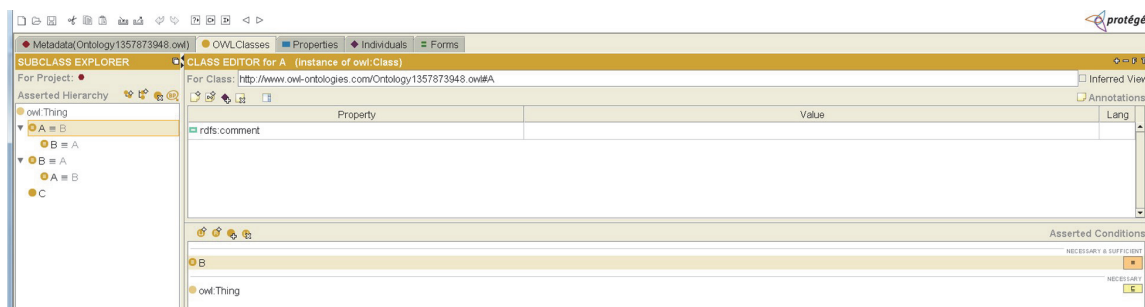 protégé
Metadata(Ontology1357873948.owl) OWLClasses Properties Individuals Forms
SUBCLASS EXPLORER
For Project:
Asserted Hierarchy
owl:Thing
A ≡ B
B ≡ A
B ≡ A
A ≡ B
C
CLASS EDITOR for A (instance of owl:Class)
For Class: http://www.owl-ontologies.com/Ontology1357873948.owl#A
Inferred View
Annotations
Property Value Lang
rdfs:comment
Asserted Conditions
NECESSARY & SUFFICIENT
B
NECESSARY
owl:Thing